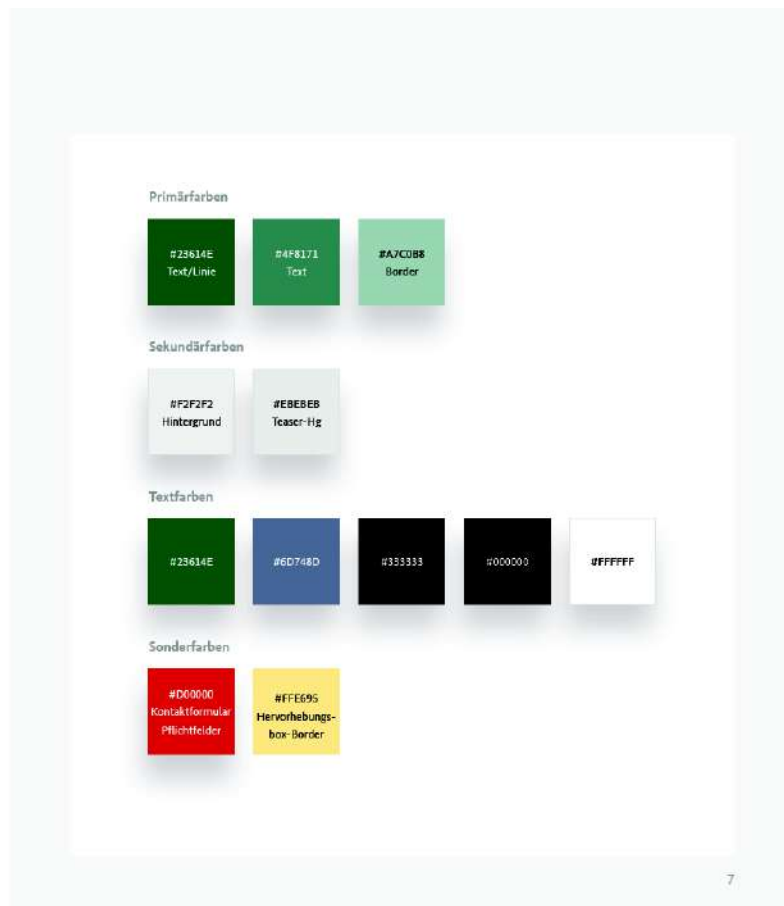 Primärfarben
#23614E
Text/Linie
#4F8171
Text
#A7C0B8
Border
Sekundärfarben
#F2F2F2
Hintergrund
#EBEBEB
Teaser-Hg
Textfarben
#23614E
#6D748D
#333333
#000000
#FFFFFF
Sonderfarben
#D00000
Kontaktformular
Pflichtfelder
#FFE695
Hervorhebungs-
box-Border
7